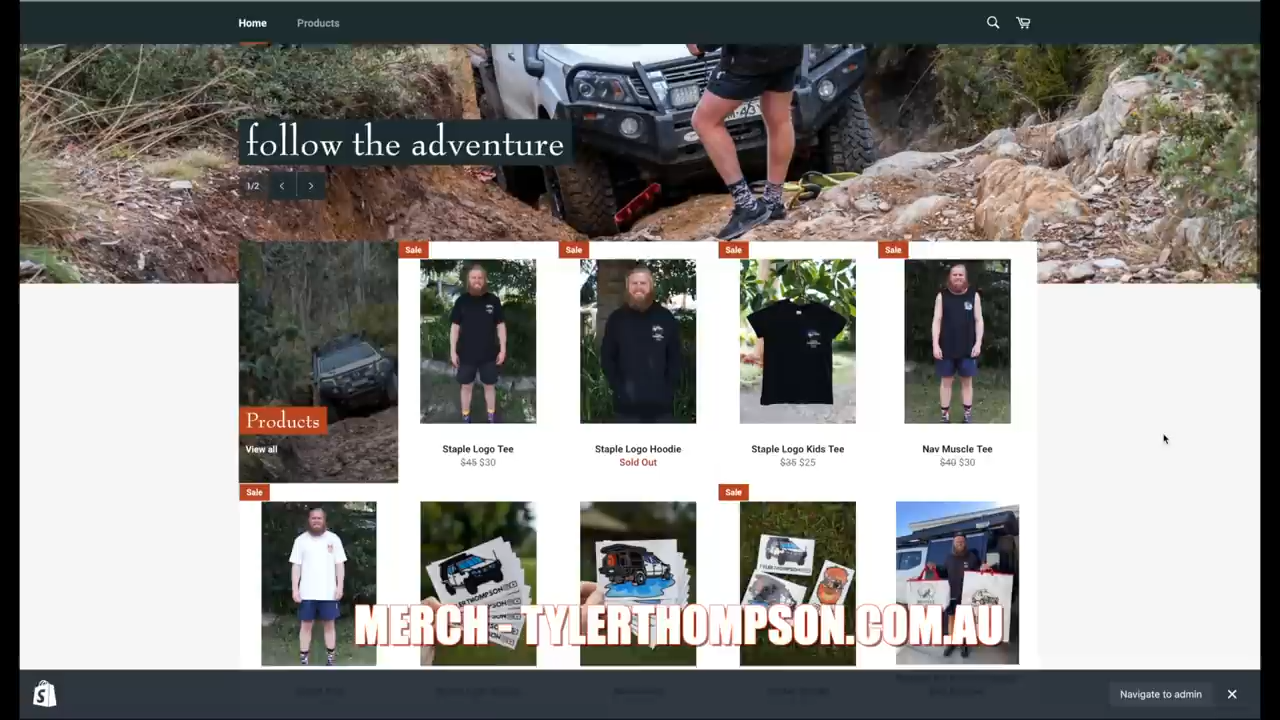 Home
Products
follow the adventure
1/2
Sale
Sale
Sale
Sale
Products
View all
Staple Logo Tee
$45 $30
Staple Logo Hoodie
Sold Out
Staple Logo Kids Tee
$35 $25
Nav Muscle Tee
$40 $30
Sale
Sale
TYLERTHOMPSON
MERCH - TYLERTHOMPSON.COM.AU
Navigate to admin